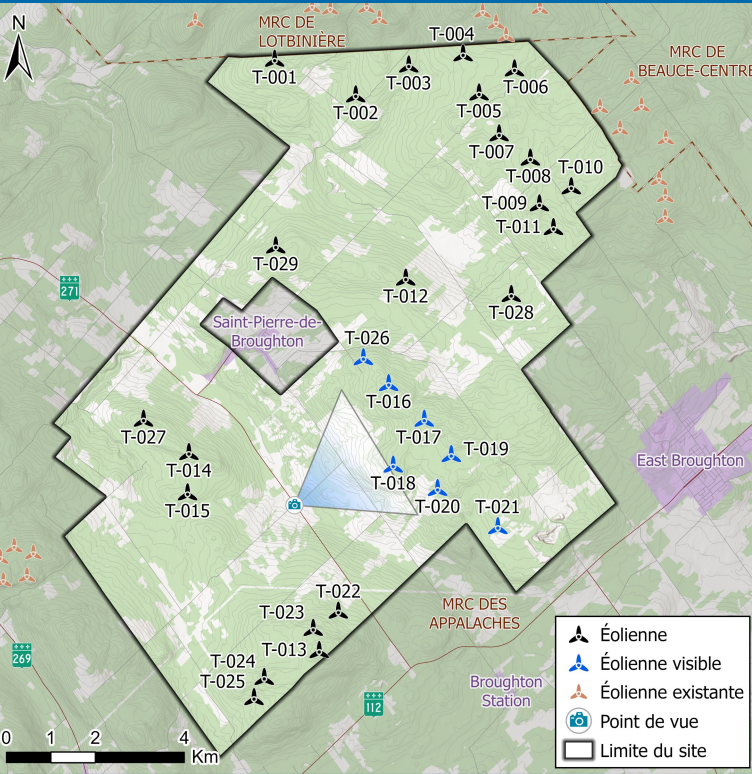 N
MRC DE
LOTBINIÈRE
T-004
MRC DE
BEAUCE-CENTRE
T-001
T-003
T-006
T-002
T-005
T-007
T-008
T-010
T-009
T-011
T-029
271
T-012
T-028
Saint-Pierre-de-
Broughton
T-026
T-016
T-027
T-017
T-014
T-019
East Broughton
T-018
T-015
T-020
T-021
T-022
T-023
MRC DES
APPALACHES
T-013
269
T-024
T-025
Broughton
Station
112
0 1 2 4
Km
Éolienne
Éolienne visible
Éolienne existante
Point de vue
Limite du site